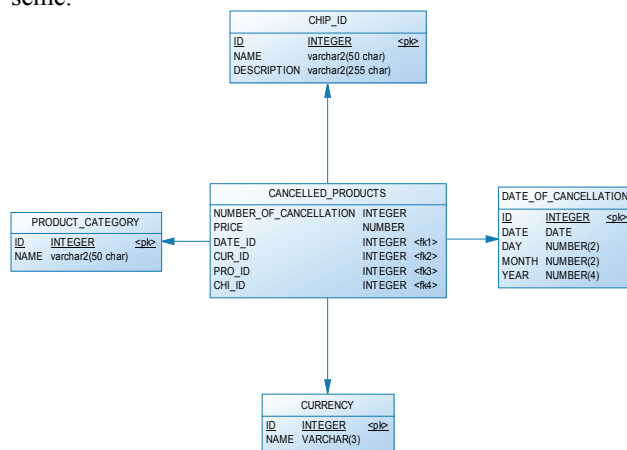 CHIP_ID
ID INTEGER <pk>
NAME varchar2(50 char)
DESCRIPTION varchar2(255 char)
CANCELLED_PRODUCTS
NUMBER_OF_CANCELLATION INTEGER
PRICE NUMBER
DATE_ID INTEGER <fk1>
CUR_ID INTEGER <fk2>
PRO_ID INTEGER <fk3>
CHI_ID INTEGER <fk4>
PRODUCT_CATEGORY
ID INTEGER <pk>
NAME varchar2(50 char)
DATE_OF_CANCELLATION
ID INTEGER <pk>
DATE DATE
DAY NUMBER(2)
MONTH NUMBER(2)
YEAR NUMBER(4)
CURRENCY
ID INTEGER <pk>
NAME VARCHAR(3)